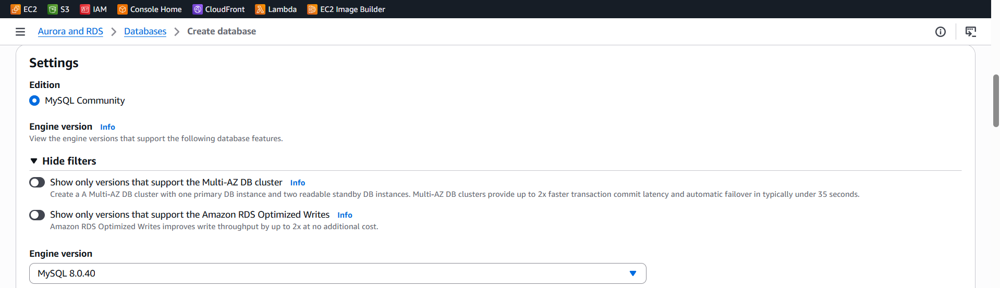 EC2 S3 IAM Console Home CloudFront Lambda EC2 Image Builder
Aurora and RDS Databases Create database
Settings
Edition
MySQL Community
Engine version Info
View the engine versions that support the following database features.
Hide filters
Show only versions that support the Multi-AZ DB cluster Info
Create a A Multi-AZ DB cluster with one primary DB instance and two readable standby DB instances. Multi-AZ DB clusters provide up to 2x faster transaction commit latency and automatic failover in typically under 35 seconds.
Show only versions that support the Amazon RDS Optimized Writes Info
Amazon RDS Optimized Writes improves write throughput by up to 2x at no additional cost.
Engine version
MySQL 8.0.40